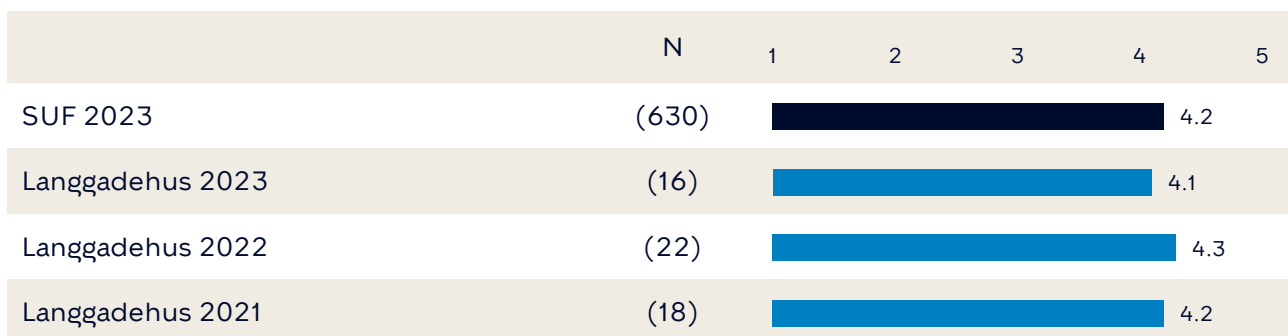 N 1 2 3 4 5
SUF 2023 (630) 4.2
Langgadehus 2023 (16) 4.1
Langgadehus 2022 (22) 4.3
Langgadehus 2021 (18) 4.2